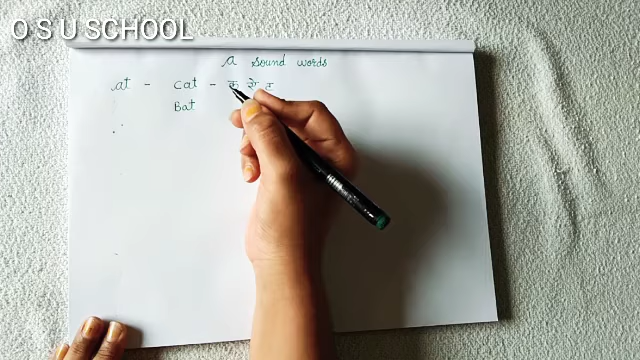 O S U SCHOOL
a sound words
at - cat - क ऐ ट
Bat